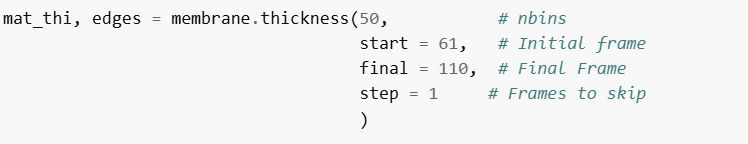 mat_thi, edges = membrane.thickness(50,           # nbins
                                    start = 61,   # Initial frame
                                    final = 110,  # Final Frame
                                    step = 1     # Frames to skip
                                    )